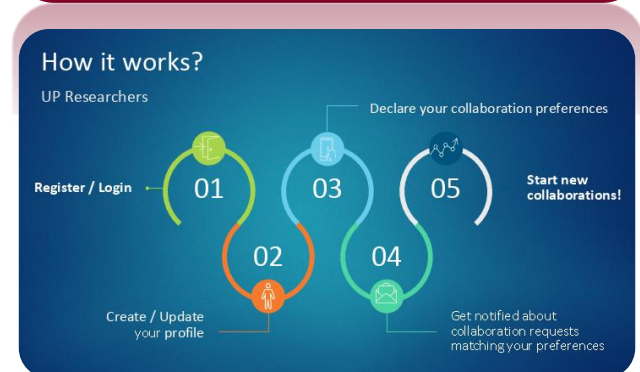 How it works?
UP Researchers
Declare your collaboration preferences
Register / Login
01
03
05
Start new
collaborations!
02
04
Create / Update
your profile
Get notified about
collaboration requests
matching your preferences